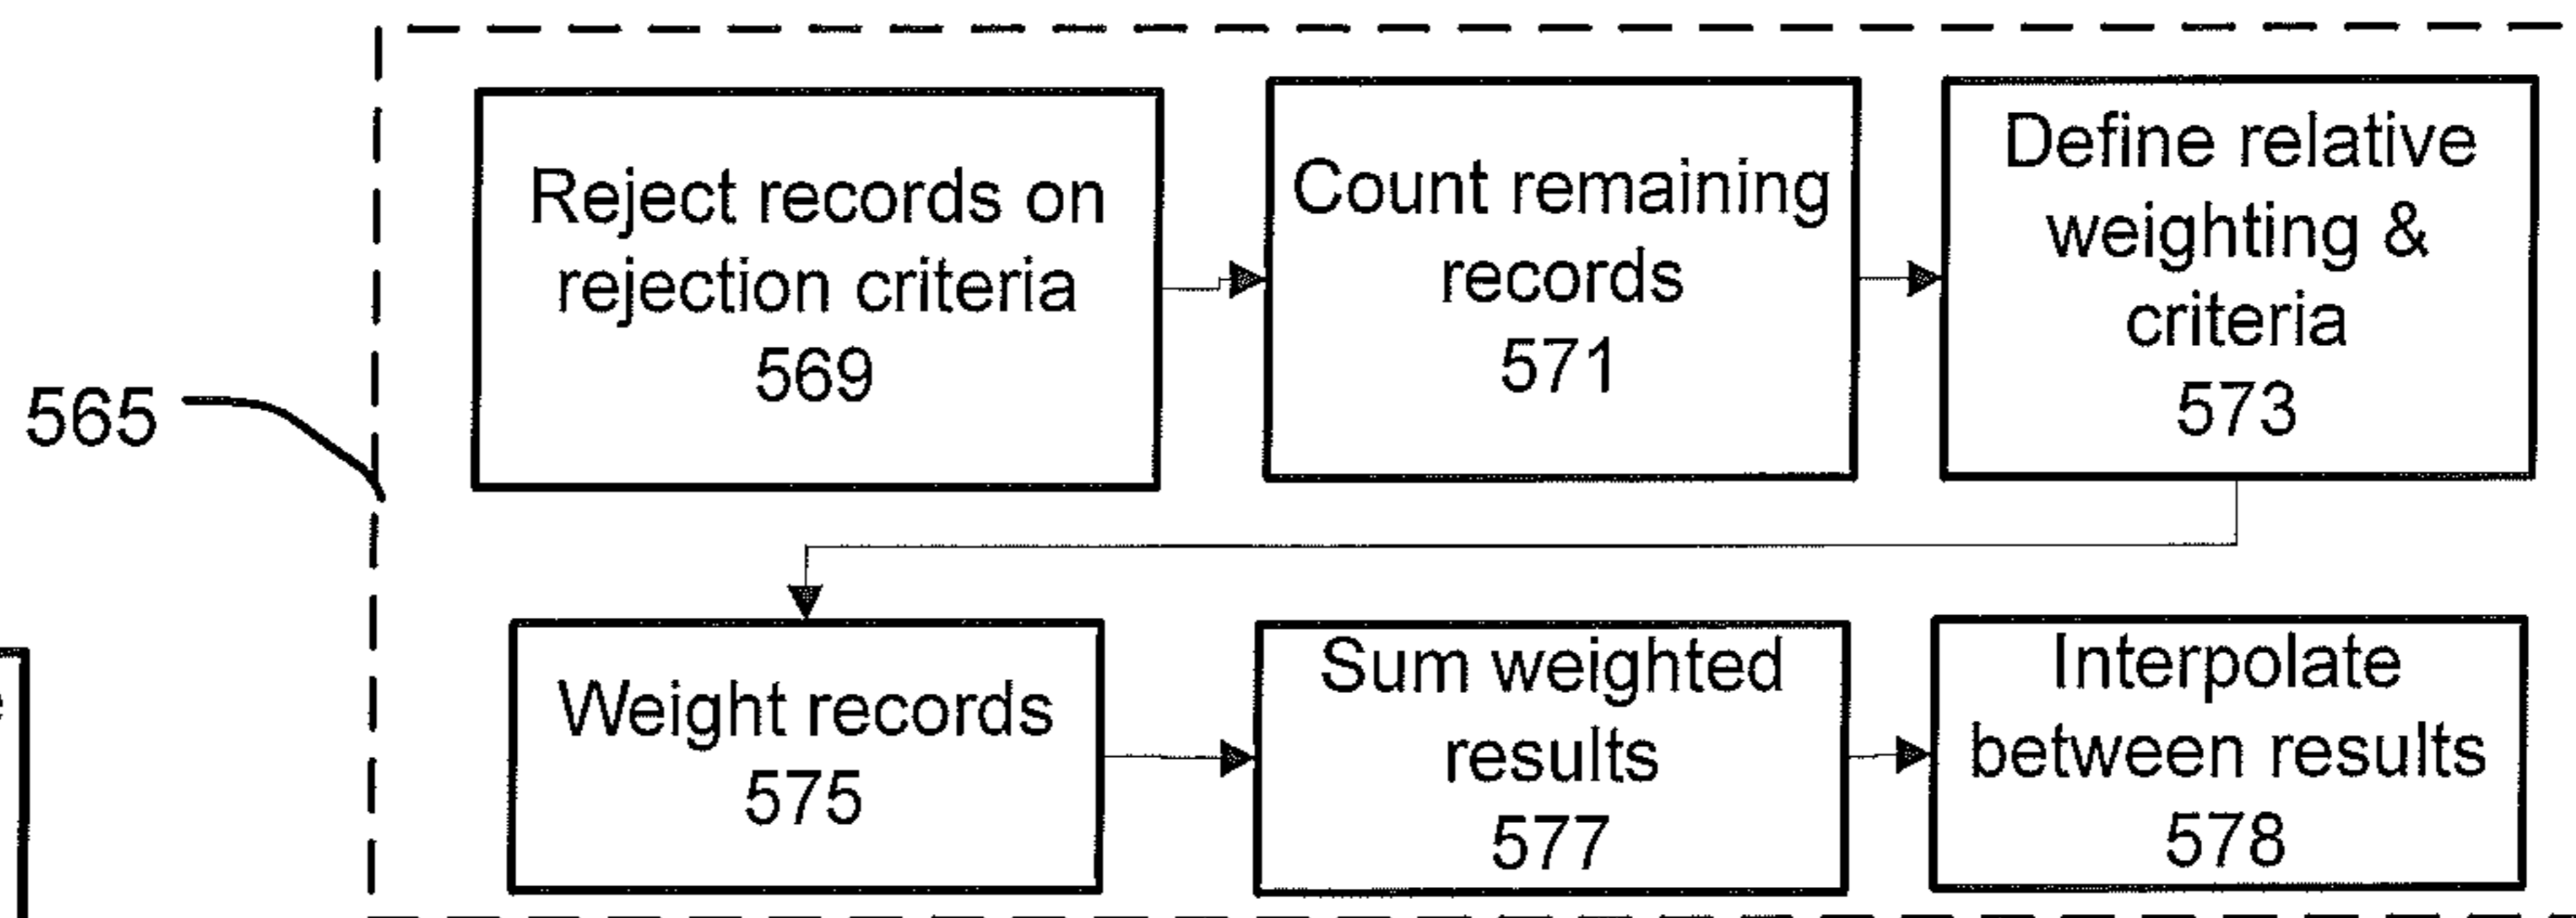 Reject records on
rejection criteria
569
Count remaining
records
571
Define relative
weighting &
criteria
573
565
Weight records
575
Sum weighted
results
577
Interpolate
between results
578